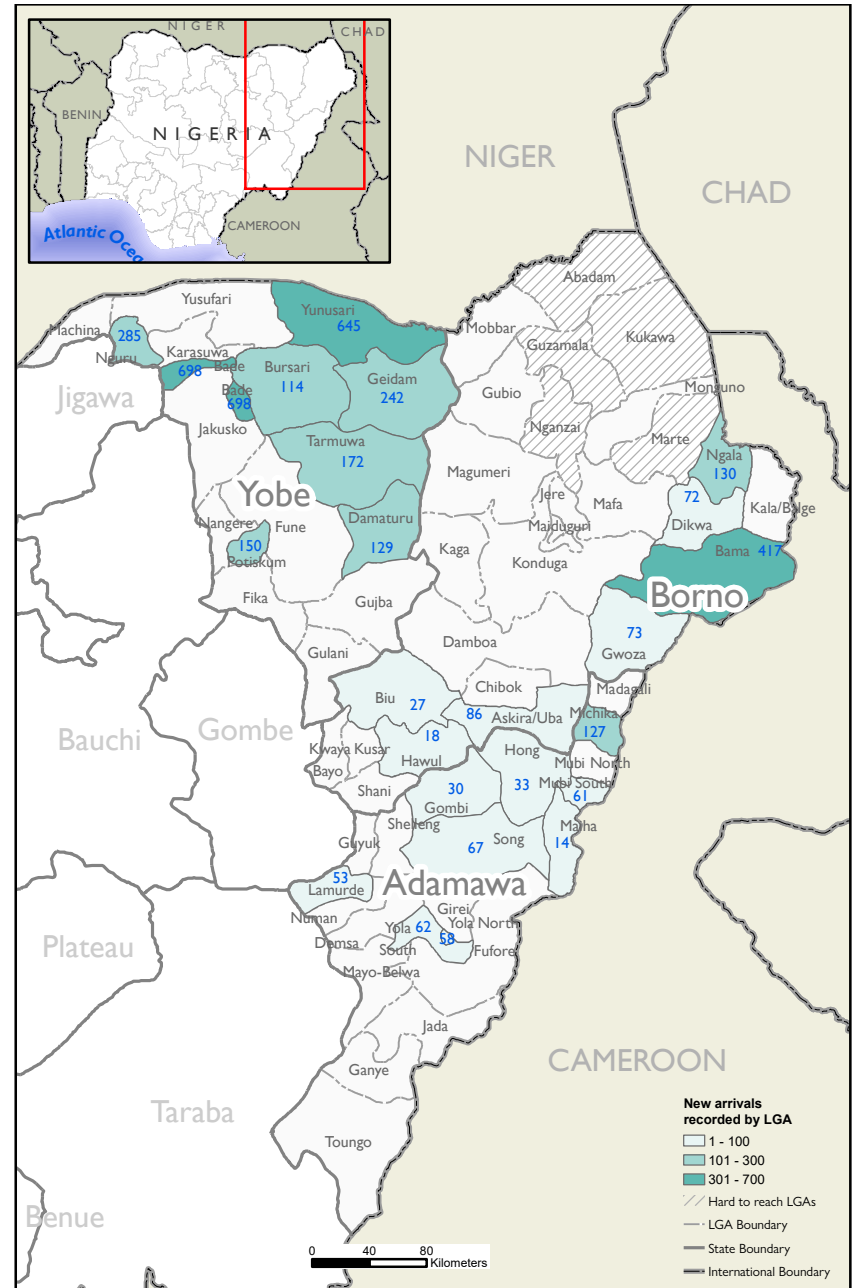 NIGER
CHAD
BENIN
NIGERIA
CAMEROON
Atlantic Ocea
NIGER
CHAD
CAMEROON
Abadam
Yusufari
Yunusari
645
Machina
285
Nguru
Karasuwa
Mobbar
Guzamala
Kukawa
698
Bade
Bursari
114
Geidam
242
Gubio
Monguno
Bade
698
Jigawa
Jakusko
Nganzai
Marte
Ngala
130
Tarmuwa
172
Magumeri
Jere
Mafa
72
Dikwa
Kala/Balge
Yobe
Nangere
Fune
Damaturu
129
Maiduguri
150
Potiskum
Kaga
Konduga
Bama
417
Borno
Fika
Gujba
73
Gwoza
Gulani
Damboa
Chibok
Madagali
Biu
27
86
Askira/Uba
Michika
127
Bauchi
Gombe
18
Hawul
Kwaya Kusar
Bayo
Hong
33
Mubi North
Mubi South
61
Shani
30
Gombi
Shelleng
Song
67
Maiha
14
Guyuk
53
Lamurde
Adamawa
Numan
Girei
Yola North
Demsa
Yola
South
62
58
Fufore
Plateau
Mayo-Belwa
Jada
Ganye
Taraba
Toungo
Benue
New arrivals
recorded by LGA
1 - 100
101 - 300
301 - 700
Hard to reach LGAs
LGA Boundary
State Boundary
International Boundary
0 40 80
Kilometers